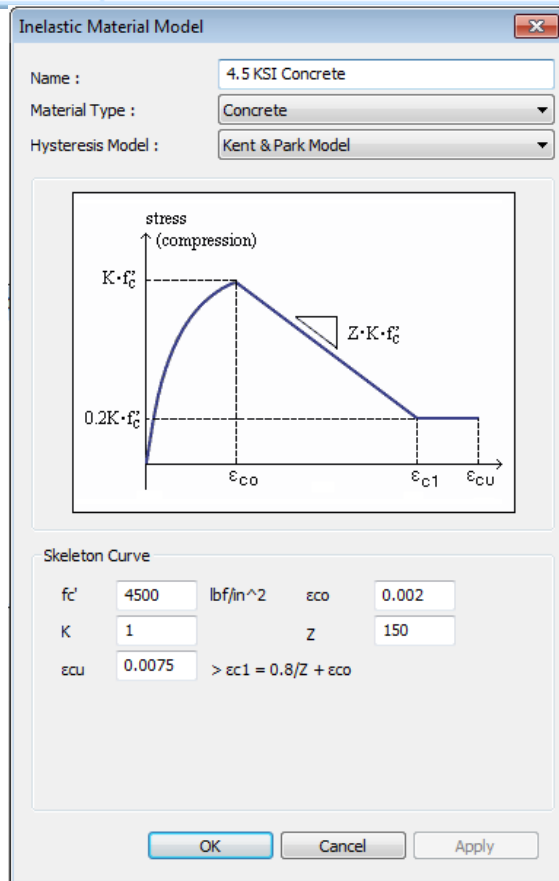 Inelastic Material Model
Name :
4.5 KSI Concrete
Material Type :
Concrete
Hysteresis Model :
Kent & Park Model
stress
(compression)
K·f'c
Z·K·f'c
0.2K·f'c
εco
εc1
εcu
Skeleton Curve
fc' 4500 lbf/in^2 εco 0.002
K 1 Z 150
εcu 0.0075 > εc1 = 0.8/Z + εco
OK Cancel Apply